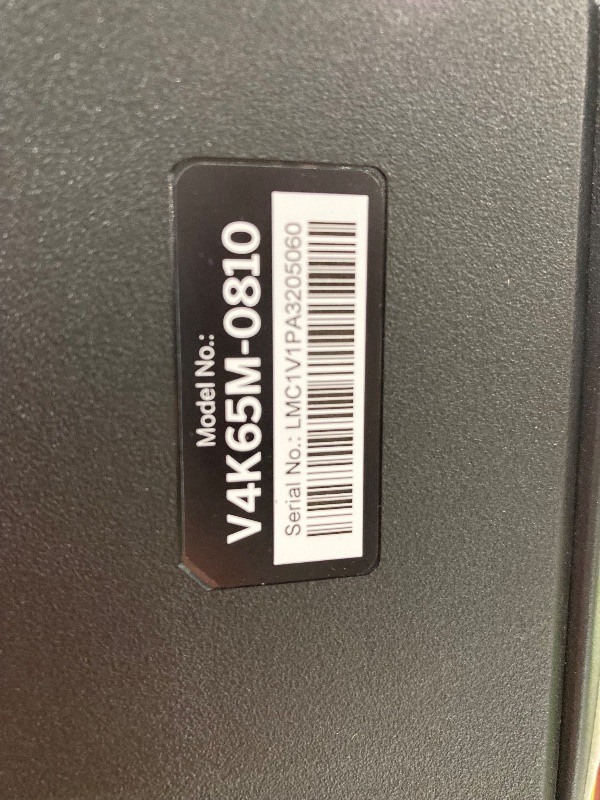 Model No.:
V4K65M-0810
Serial No.: LMC1V1PA3205060